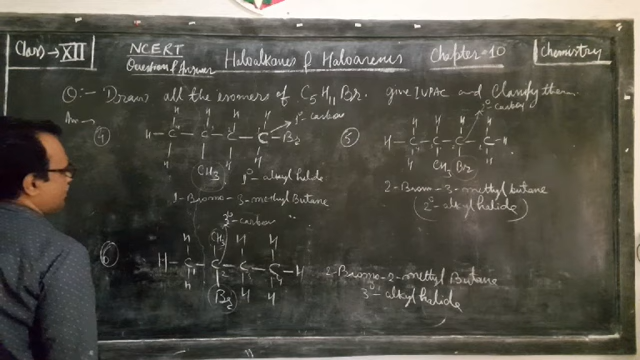 Class → XII
NCERT
Question & Answer
Haloalkanes & Haloarenes
Chapter = 10
Chemistry
Q:- Draw all the isomers of C5H11Br. give IUPAC and Classify them.
Ans
4
H H H H
H-C-C-C-C-Br
1° carbon
H H H
CH3
1° alkyl halide
1-Bromo-3-methyl Butane
5
1° carbon
H H H H
H-C-C-C-C-H
H CH3 Br H
2-Brom-3-methyl butane
(2° alkyl halide)
6
3° carbon
H CH3 H H
H-C-C-C-C-H
H Br H H
2-Bromo-2-methyl Butane
3° alkyl halide